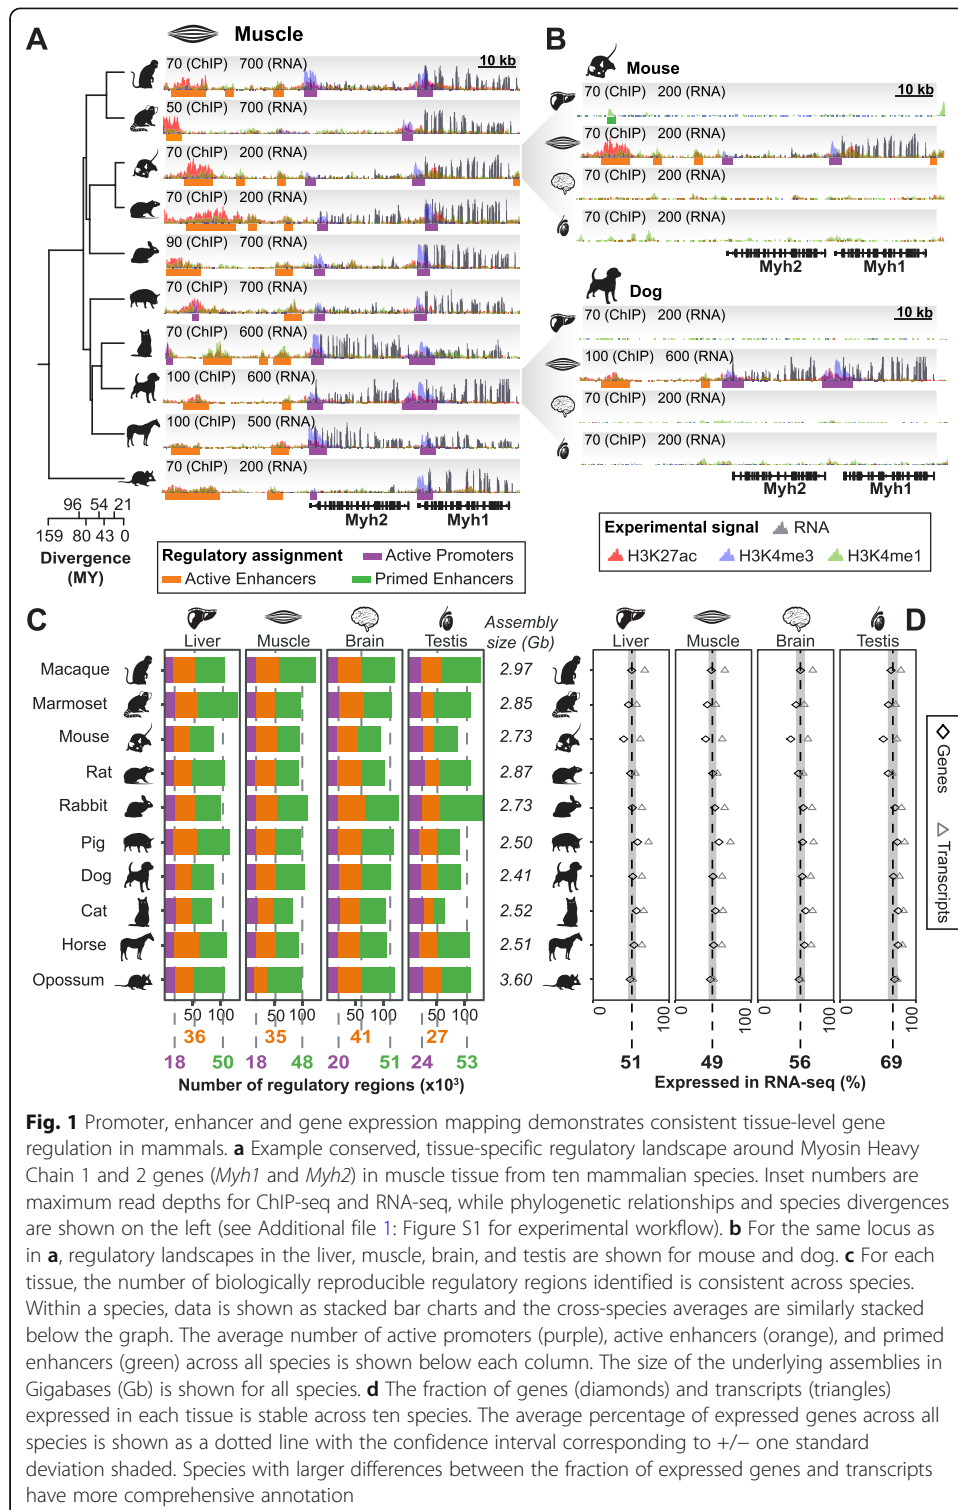 A Muscle
70 (ChIP) 700 (RNA) 10 kb
50 (ChIP) 700 (RNA)
70 (ChIP) 200 (RNA)
70 (ChIP) 200 (RNA)
90 (ChIP) 700 (RNA)
70 (ChIP) 700 (RNA)
70 (ChIP) 600 (RNA)
100 (ChIP) 600 (RNA)
100 (ChIP) 500 (RNA)
70 (ChIP) 200 (RNA)
Myh2 Myh1
96 54 21
159 80 43 0
Divergence
(MY)
B
Mouse
70 (ChIP) 200 (RNA) 10 kb
70 (ChIP) 200 (RNA)
70 (ChIP) 200 (RNA)
70 (ChIP) 200 (RNA)
Myh2 Myh1
Dog
70 (ChIP) 200 (RNA) 10 kb
100 (ChIP) 600 (RNA)
70 (ChIP) 200 (RNA)
70 (ChIP) 200 (RNA)
Myh2 Myh1
Regulatory assignment Active Promoters
Active Enhancers Primed Enhancers
Experimental signal RNA
H3K27ac H3K4me3 H3K4me1
C
Liver Muscle Brain Testis Assembly size (Gb)
Macaque 2.97
Marmoset 2.85
Mouse 2.73
Rat 2.87
Rabbit 2.73
Pig 2.50
Dog 2.41
Cat 2.52
Horse 2.51
Opossum 3.60
50 100 50 100 50 100 50 100
36 35 41 27
18 50 18 48 20 51 24 53
Number of regulatory regions (x10³)
D
Liver Muscle Brain Testis
Genes
Transcripts
0 100 0 100 0 100 0 100
51 49 56 69
Expressed in RNA-seq (%)
Fig. 1 Promoter, enhancer and gene expression mapping demonstrates consistent tissue-level gene
regulation in mammals. a Example conserved, tissue-specific regulatory landscape around Myosin Heavy
Chain 1 and 2 genes (Myh1 and Myh2) in muscle tissue from ten mammalian species. Inset numbers are
maximum read depths for ChIP-seq and RNA-seq, while phylogenetic relationships and species divergences
are shown on the left (see Additional file 1: Figure S1 for experimental workflow). b For the same locus as
in a, regulatory landscapes in the liver, muscle, brain, and testis are shown for mouse and dog. c For each
tissue, the number of biologically reproducible regulatory regions identified is consistent across species.
Within a species, data is shown as stacked bar charts and the cross-species averages are similarly stacked
below the graph. The average number of active promoters (purple), active enhancers (orange), and primed
enhancers (green) across all species is shown below each column. The size of the underlying assemblies in
Gigabases (Gb) is shown for all species. d The fraction of genes (diamonds) and transcripts (triangles)
expressed in each tissue is stable across ten species. The average percentage of expressed genes across all
species is shown as a dotted line with the confidence interval corresponding to +/− one standard
deviation shaded. Species with larger differences between the fraction of expressed genes and transcripts
have more comprehensive annotation